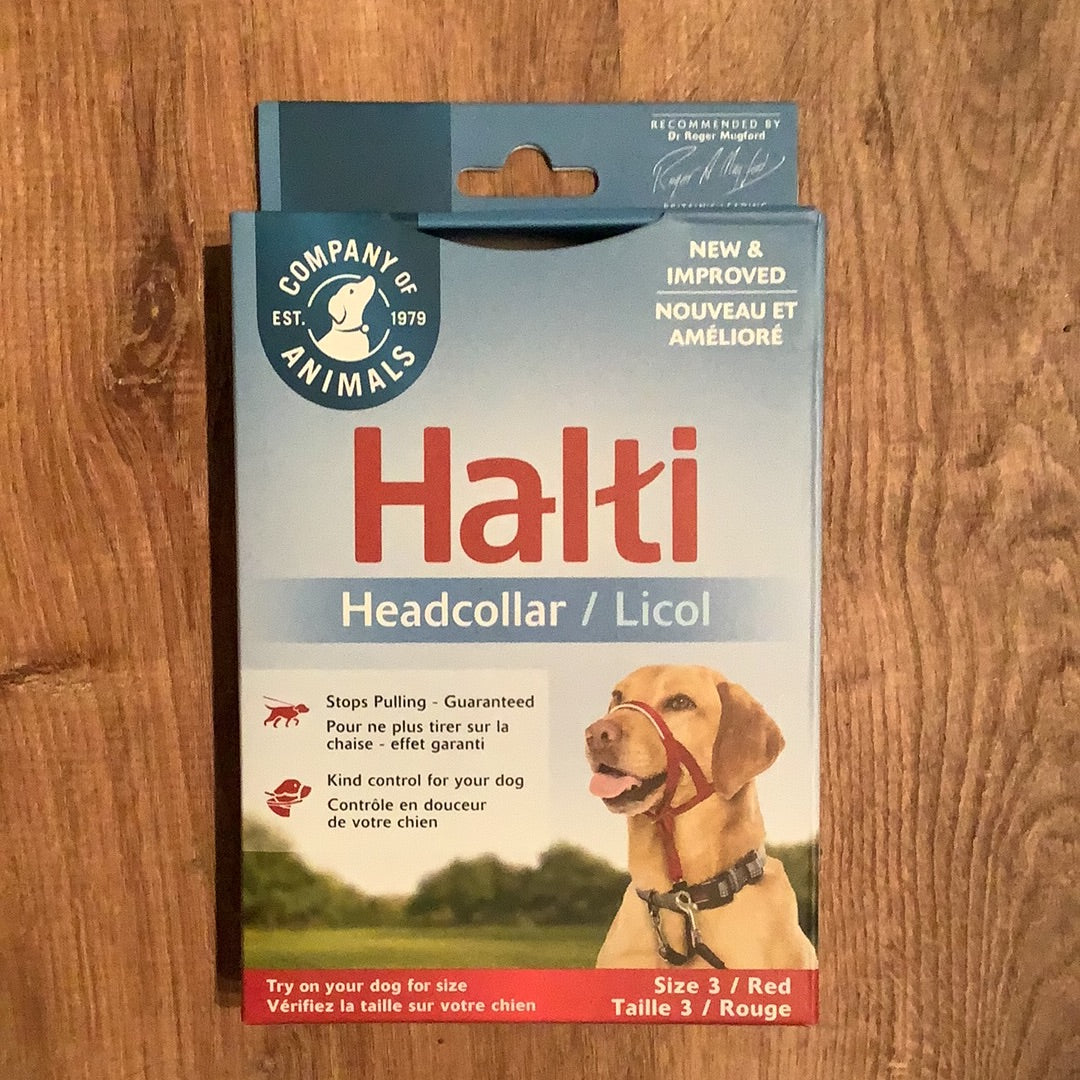 RECOMMENDED BY
Dr Roger Mugford
COMPANY OF
EST. 1979
ANIMALS
NEW &
IMPROVED
NOUVEAU ET
AMÉLIORÉ
Halti
Headcollar / Licol
Stops Pulling - Guaranteed
Pour ne plus tirer sur la
chaise - effet garanti
Kind control for your dog
Contrôle en douceur
de votre chien
Try on your dog for size
Vérifiez la taille sur votre chien
Size 3 / Red
Taille 3 / Rouge